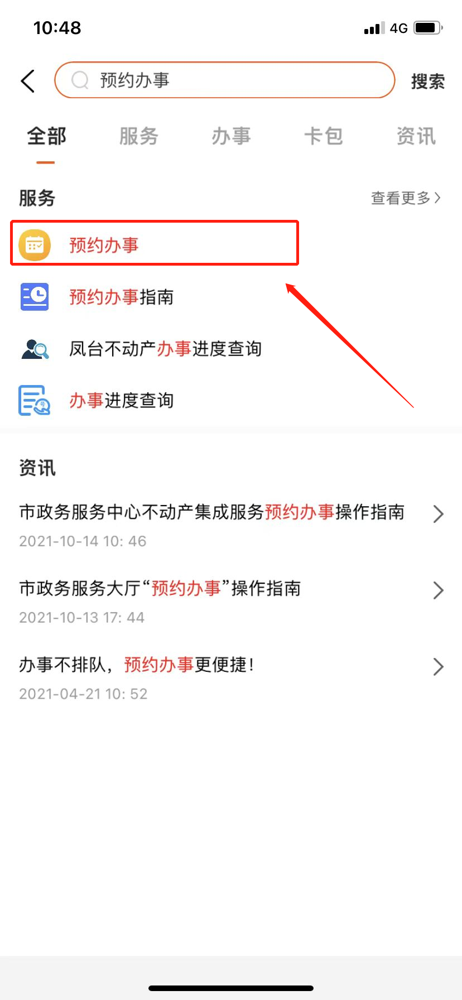 10:48
4G
预约办事
搜索
全部 服务 办事 卡包 资讯
服务
查看更多
预约办事
预约办事指南
凤台不动产办事进度查询
办事进度查询
资讯
市政务服务中心不动产集成服务预约办事操作指南
2021-10-14 10: 46
市政务服务大厅“预约办事”操作指南
2021-10-13 17: 44
办事不排队，预约办事更便捷！
2021-04-21 10: 52